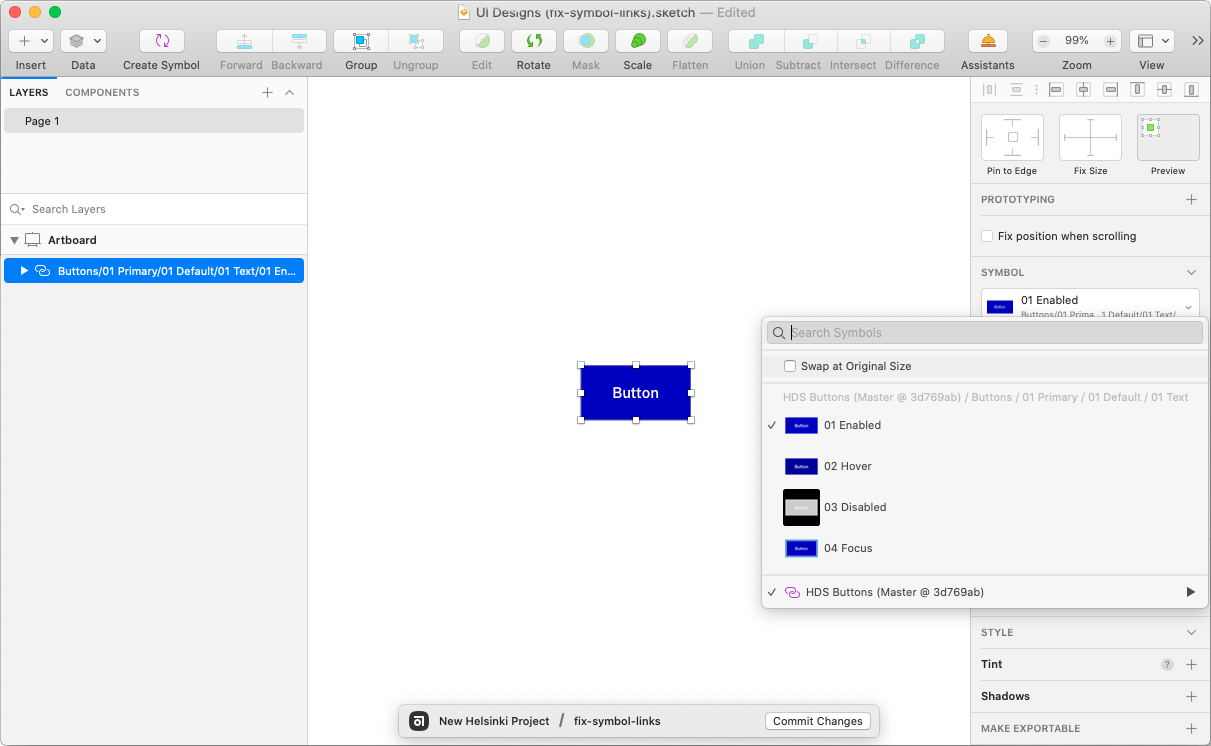 UI Designs (fix-symbol-links).sketch — Edited
Insert Data Create Symbol Forward Backward Group Ungroup Edit Rotate Mask Scale Flatten Union Subtract Intersect Difference Assistants 99% Zoom View
LAYERS COMPONENTS
Page 1
Search Layers
Artboard
Buttons/01 Primary/01 Default/01 Text/01 En...
Button
Pin to Edge Fix Size Preview
PROTOTYPING
Fix position when scrolling
SYMBOL
01 Enabled
Buttons/01 Prima...1 Default/01 Text/
Search Symbols
Swap at Original Size
HDS Buttons (Master @ 3d769ab) / Buttons / 01 Primary / 01 Default / 01 Text
✓ Button 01 Enabled
Button 02 Hover
Button 03 Disabled
Button 04 Focus
✓ HDS Buttons (Master @ 3d769ab)
STYLE
Tint ?
Shadows
MAKE EXPORTABLE
New Helsinki Project / fix-symbol-links Commit Changes